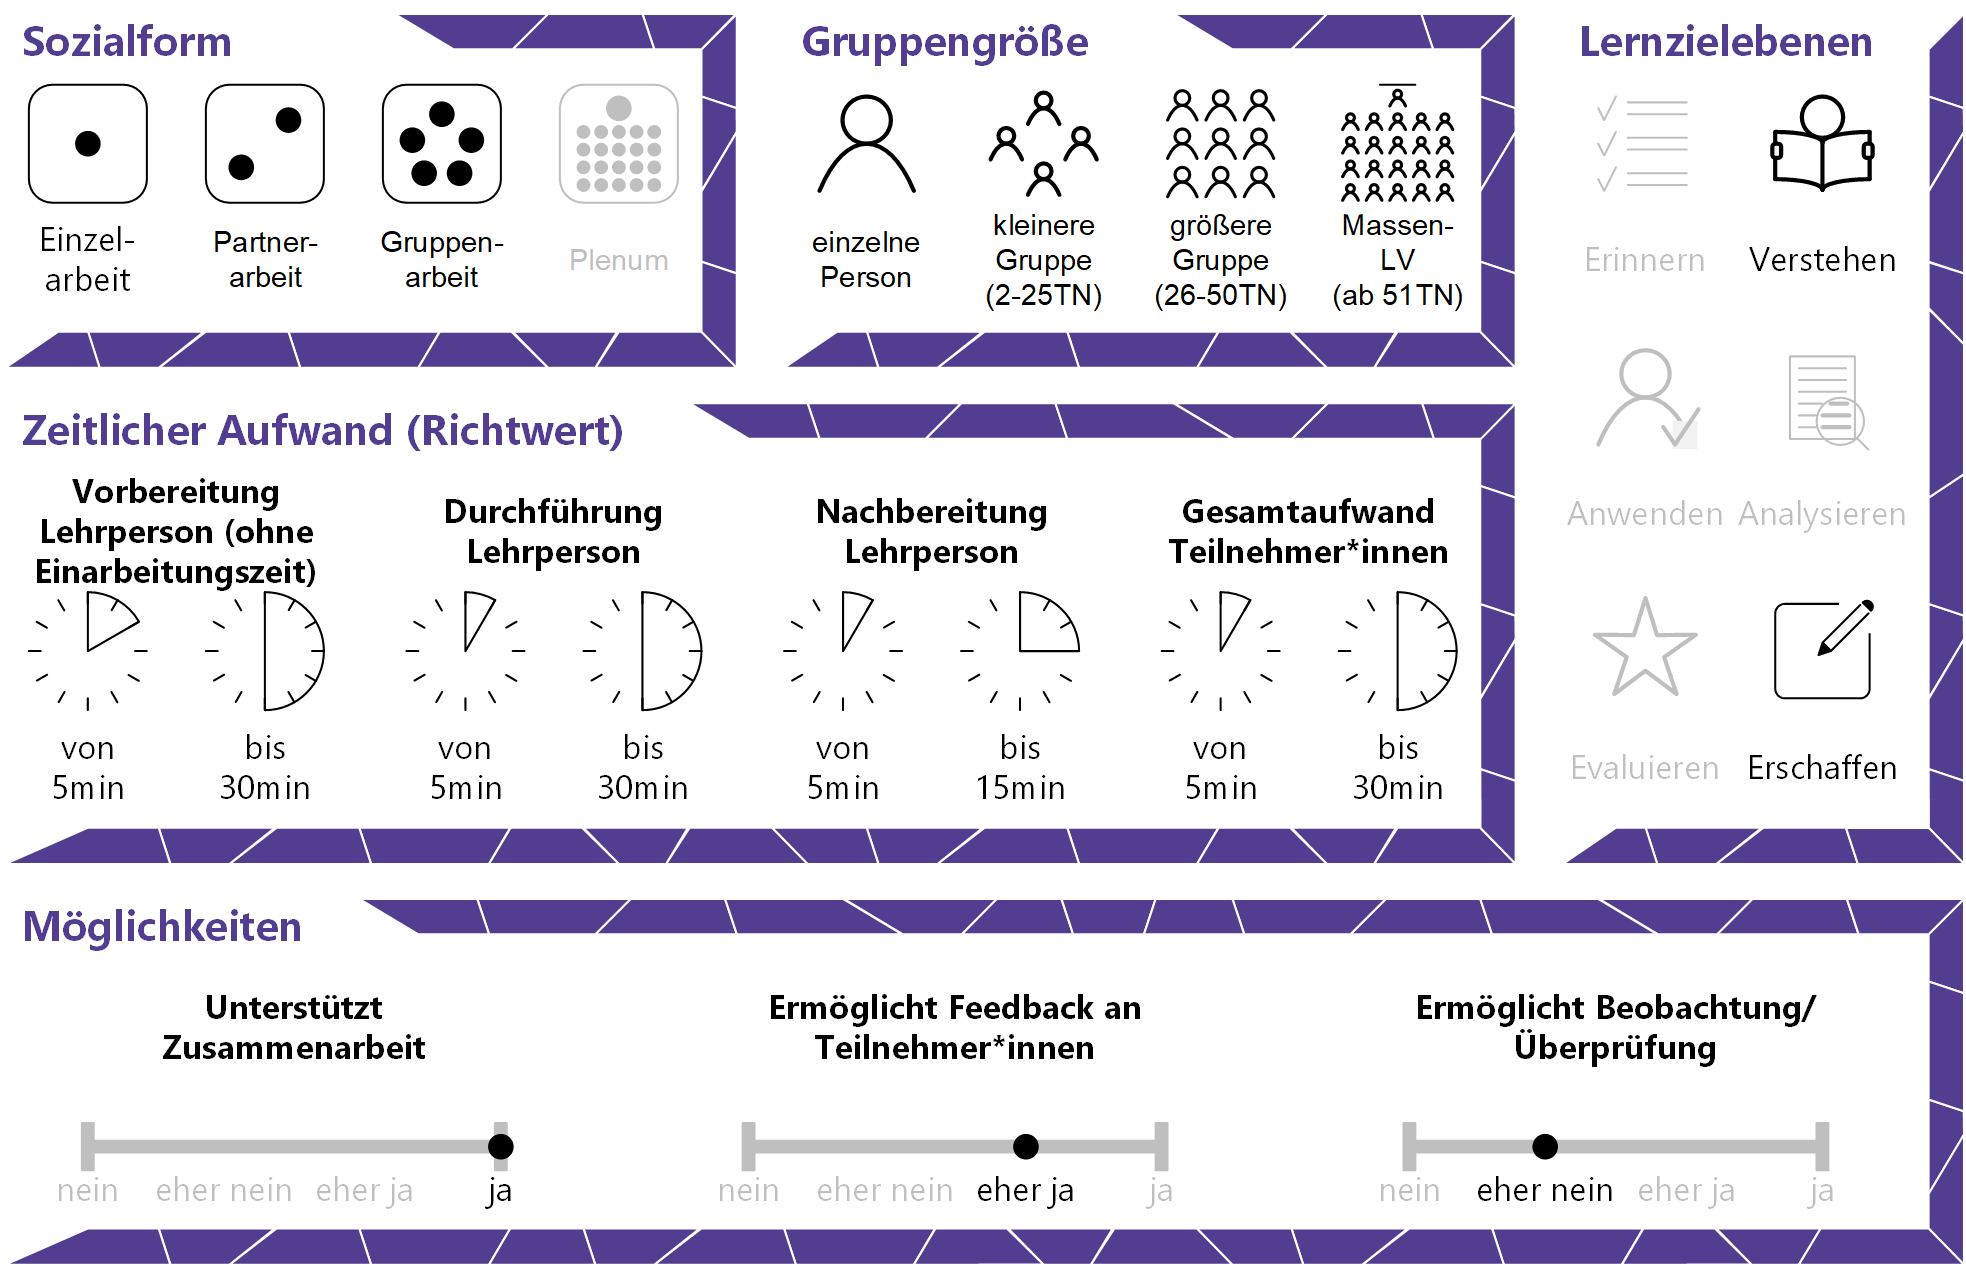 Sozialform
Einzel-
arbeit
Partner-
arbeit
Gruppen-
arbeit
Plenum
Gruppengröße
einzelne
Person
kleinere
Gruppe
(2-25TN)
größere
Gruppe
(26-50TN)
Massen-
LV
(ab 51TN)
Lernzielebenen
Erinnern
Verstehen
Anwenden
Analysieren
Evaluieren
Erschaffen
Zeitlicher Aufwand (Richtwert)
Vorbereitung
Lehrperson (ohne
Einarbeitungszeit)
von
5min
bis
30min
Durchführung
Lehrperson
von
5min
bis
30min
Nachbereitung
Lehrperson
von
5min
bis
15min
Gesamtaufwand
Teilnehmer*innen
von
5min
bis
30min
Möglichkeiten
Unterstützt
Zusammenarbeit
nein eher nein eher ja ja
Ermöglicht Feedback an
Teilnehmer*innen
nein eher nein eher ja ja
Ermöglicht Beobachtung/
Überprüfung
nein eher nein eher ja ja